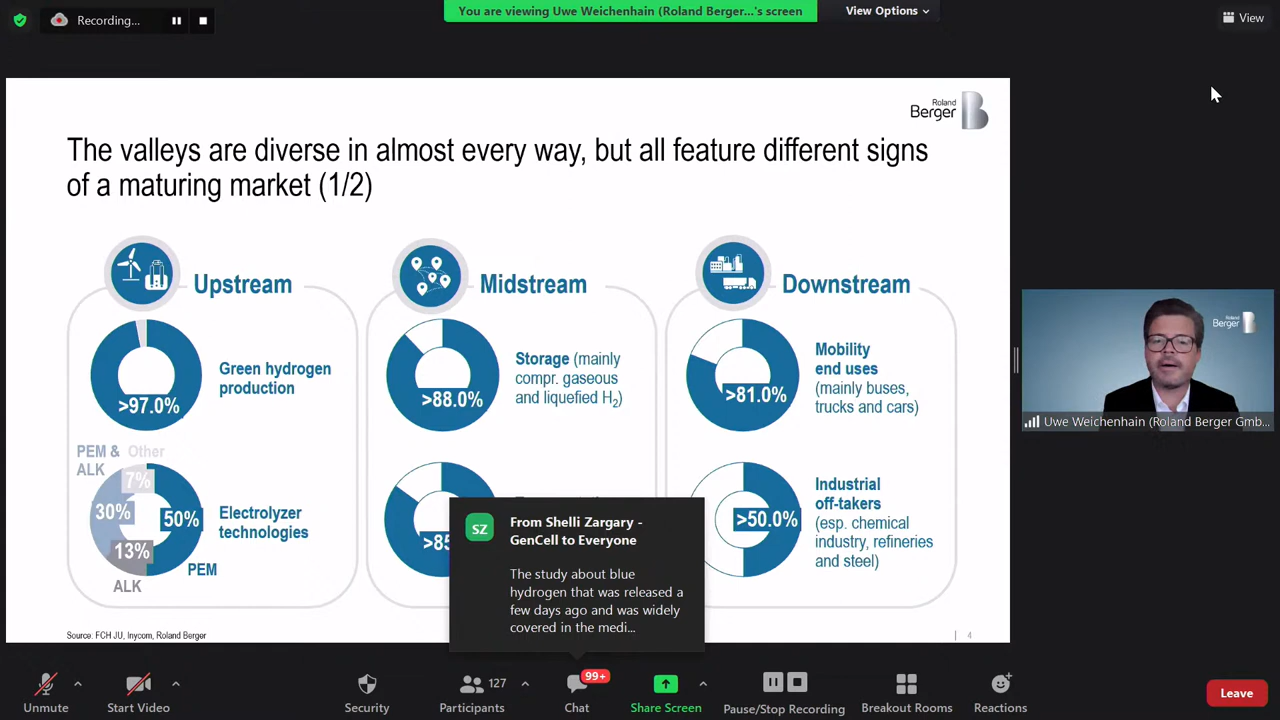 Recording...
You are viewing Uwe Weichenhain (Roland Berger...'s screen
View Options
View
Roland
Berger
The valleys are diverse in almost every way, but all feature different signs
of a maturing market (1/2)
Upstream
>97.0%
Green hydrogen
production
PEM &
ALK
Other
7%
30%
50%
13%
Electrolyzer
technologies
PEM
ALK
Midstream
>88.0%
Storage (mainly
compr. gaseous
and liquefied H₂)
>85
Downstream
>81.0%
Mobility
end uses
(mainly buses,
trucks and cars)
>50.0%
Industrial
off-takers
(esp. chemical
industry, refineries
and steel)
SZ
From Shelli Zargary -
GenCell to Everyone
The study about blue
hydrogen that was released a
few days ago and was widely
covered in the medi...
Source: FCH JU, Inycom, Roland Berger
4
Roland
Berger
Uwe Weichenhain (Roland Berger Gmb...
Unmute
Start Video
Security
127
Participants
99+
Chat
Share Screen
Pause/Stop Recording
Breakout Rooms
Reactions
Leave